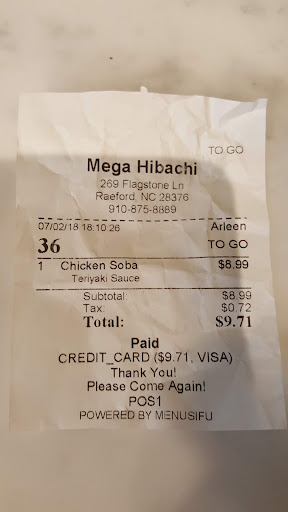 TO GO
Mega Hibachi
269 Flagstone Ln
Raeford, NC 28376
910-875-8889
07/02/18 18:10:26 Arleen
36 TO GO
1 Chicken Soba $8.99
Teriyaki Sauce
Subtotal: $8.99
Tax: $0.72
Total: $9.71
Paid
CREDIT_CARD ($9.71, VISA)
Thank You!
Please Come Again!
POS1
POWERED BY MENUSIFU